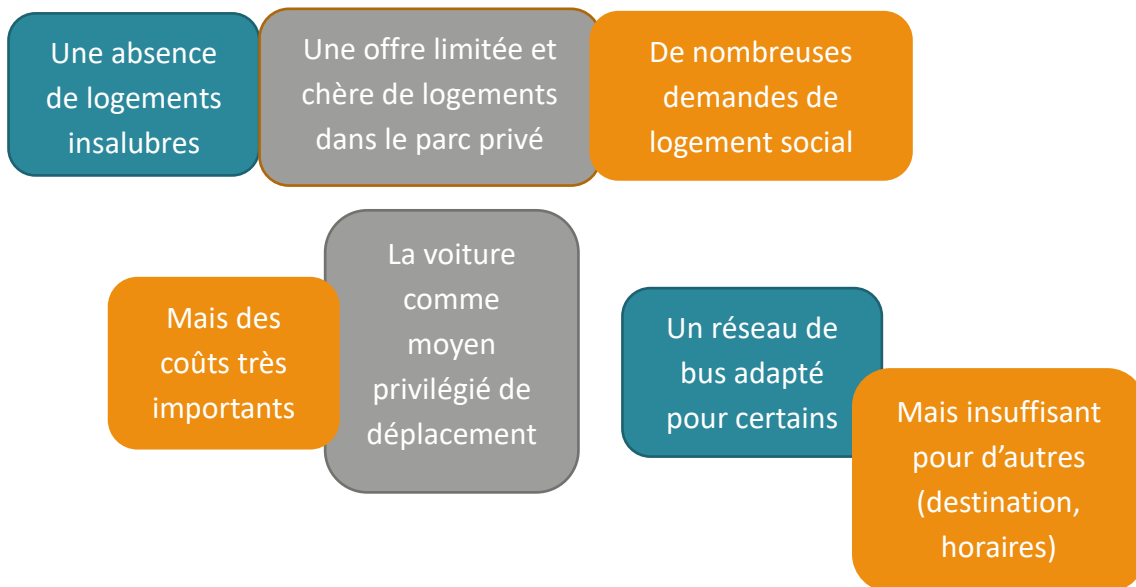 Une absence
de logements
insalubres
Une offre limitée et
chère de logements
dans le parc privé
De nombreuses
demandes de
logement social
Mais des
coûts très
importants
La voiture
comme
moyen
privilégié de
déplacement
Un réseau de
bus adapté
pour certains
Mais insuffisant
pour d’autres
(destination,
horaires)